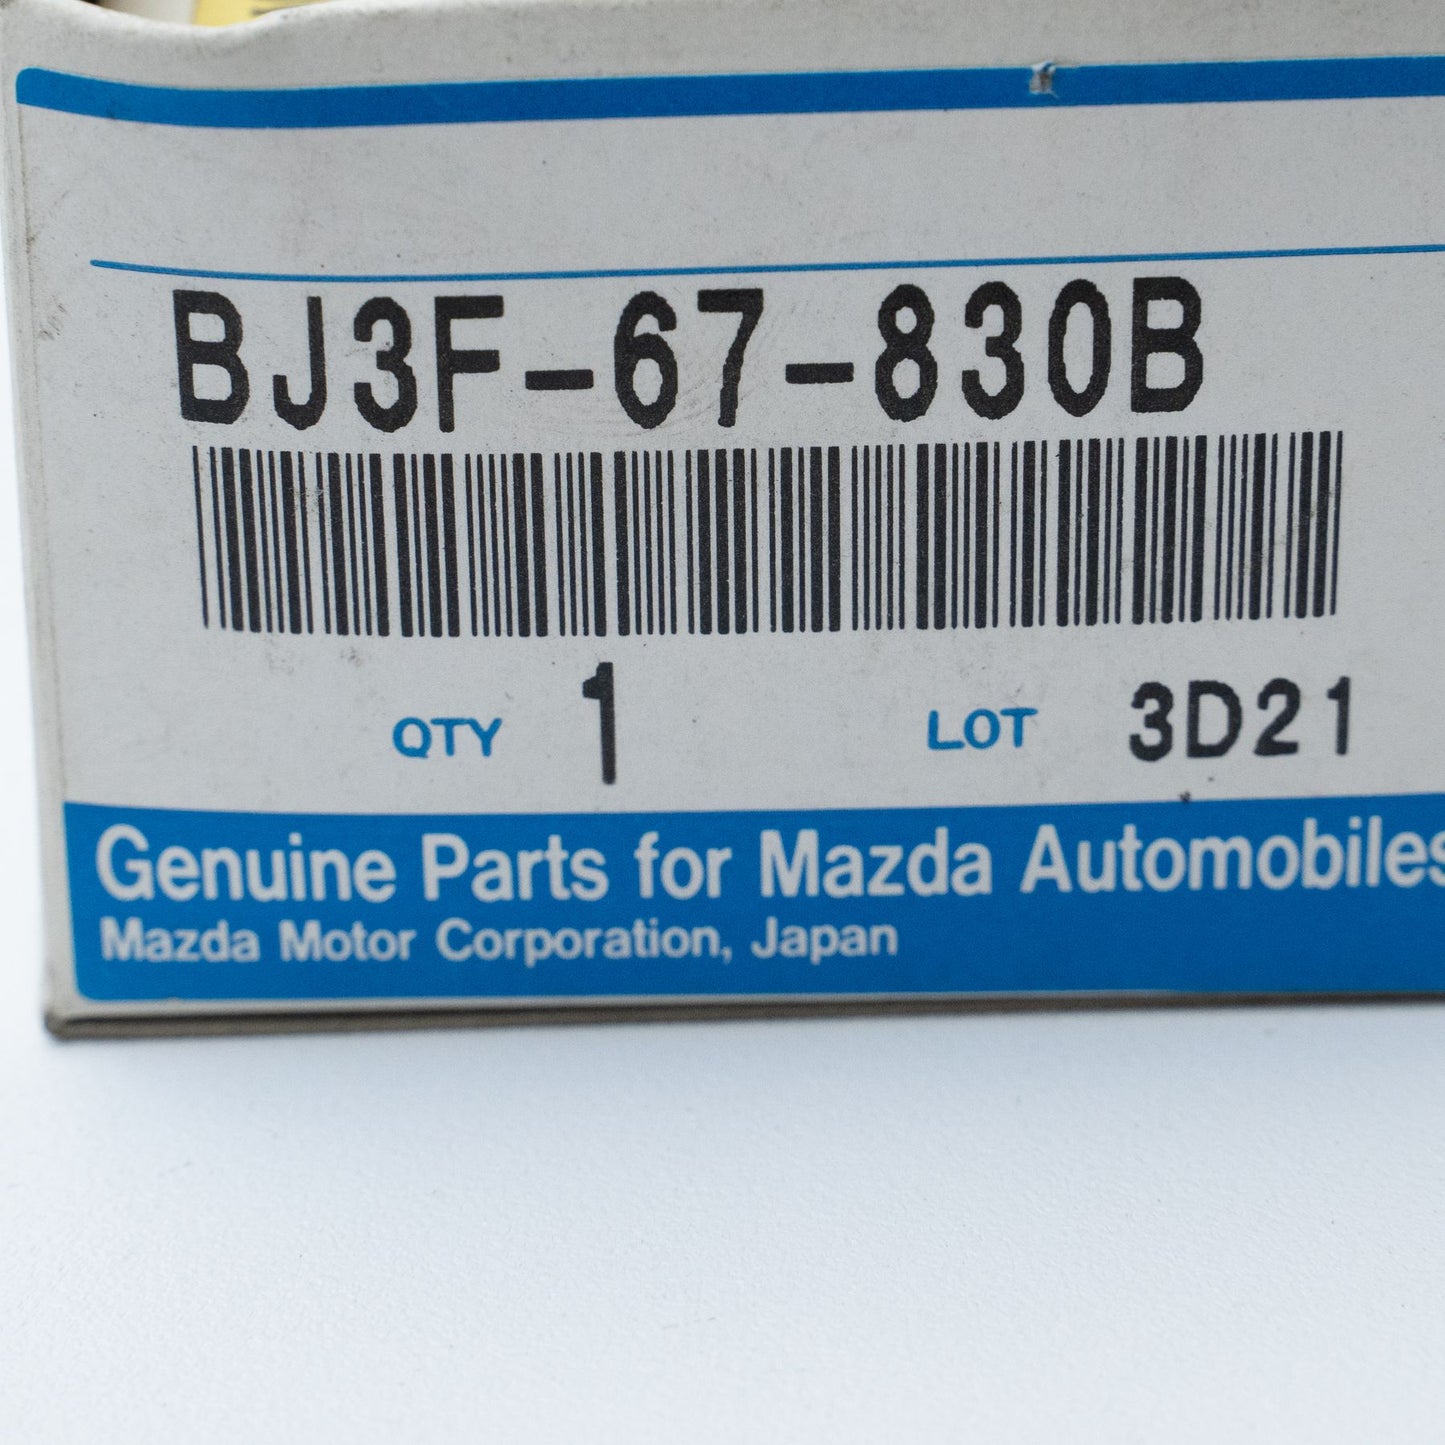 BJ3F-67-830B
QTY 1 LOT 3D21
Genuine Parts for Mazda Automobiles
Mazda Motor Corporation, Japan